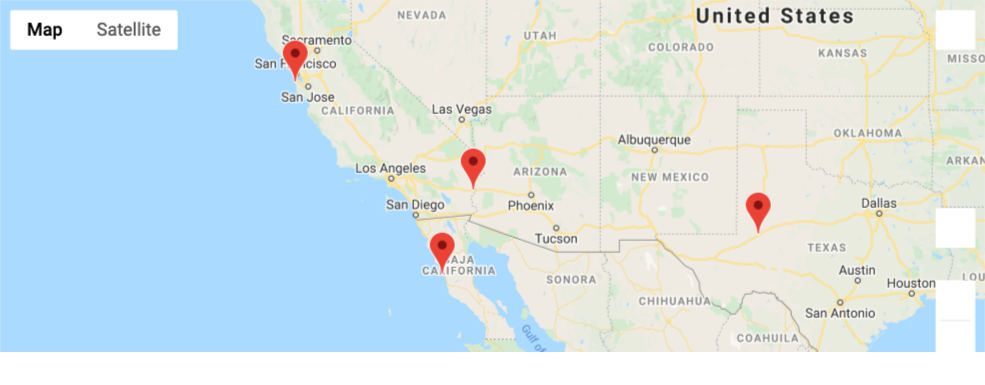 Map Satellite
United States
NEVADA
UTAH
COLORADO
KANSAS
MISSO
Sacramento
San Francisco
San Jose
CALIFORNIA
Las Vegas
Albuquerque
OKLAHOMA
ARKAN
Los Angeles
ARIZONA
NEW MEXICO
San Diego
Phoenix
Dallas
Tucson
TEXAS
BAJA
CALIFORNIA
SONORA
Austin
Houston
LOU
CHIHUAHUA
San Antonio
COAHUILA
Gulf of